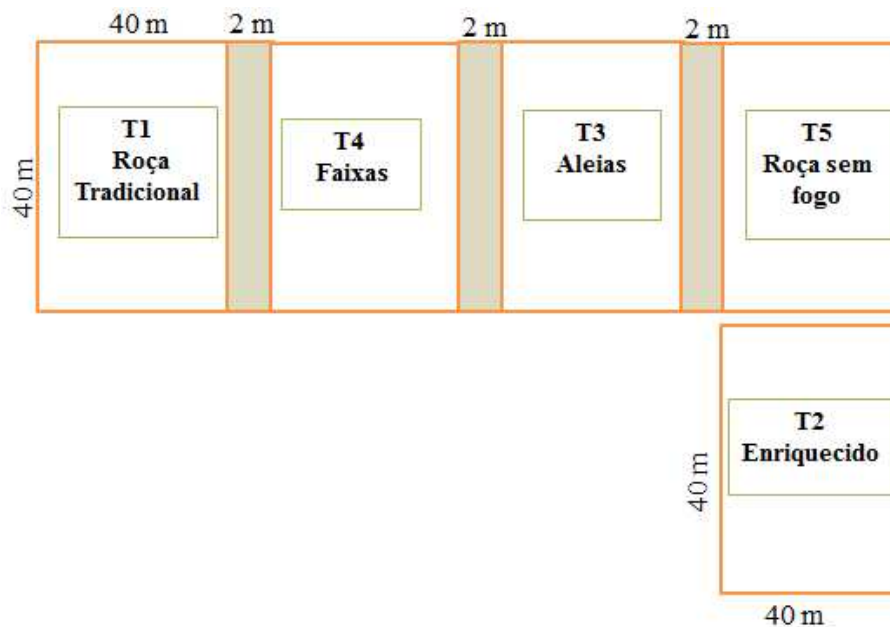 40 m
2 m
2 m
2 m
40 m
T1
Roça
Tradicional
T4
Faixas
T3
Aleias
T5
Roça sem
fogo
40 m
T2
Enriquecido
40 m